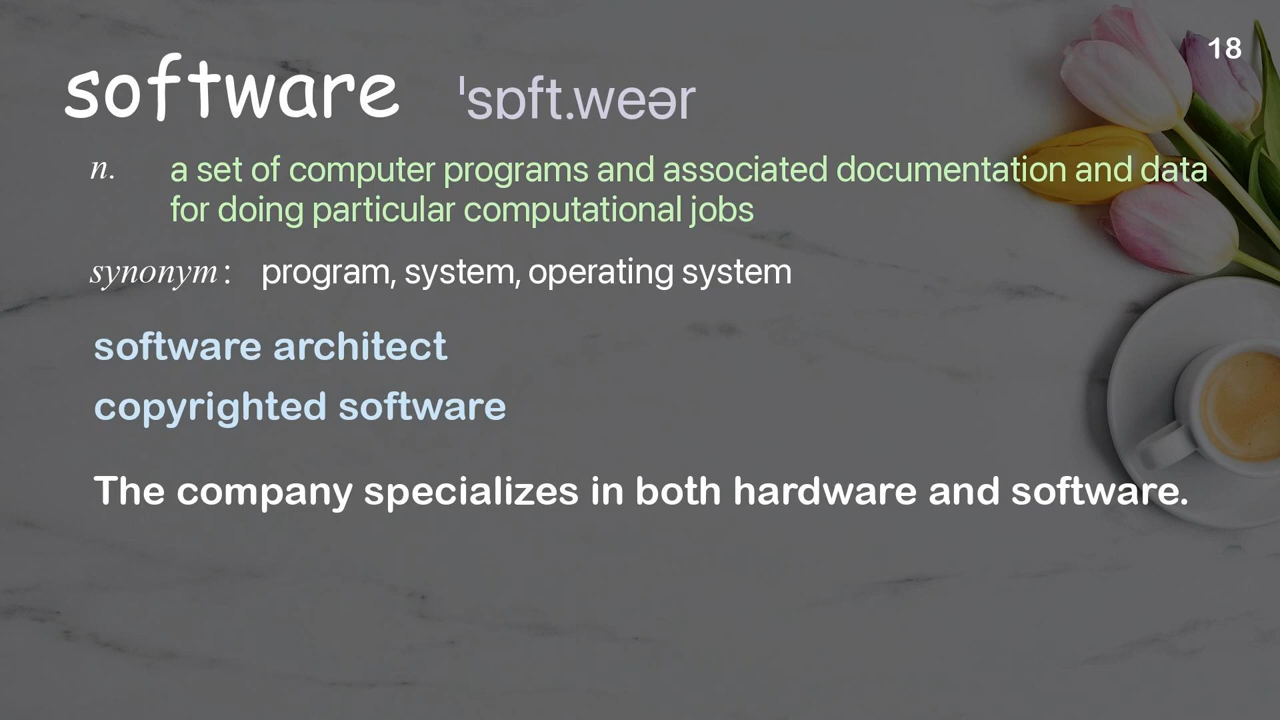 18
software ˈsɒft.weər
n. a set of computer programs and associated documentation and data
for doing particular computational jobs
synonym: program, system, operating system
software architect
copyrighted software
The company specializes in both hardware and software.